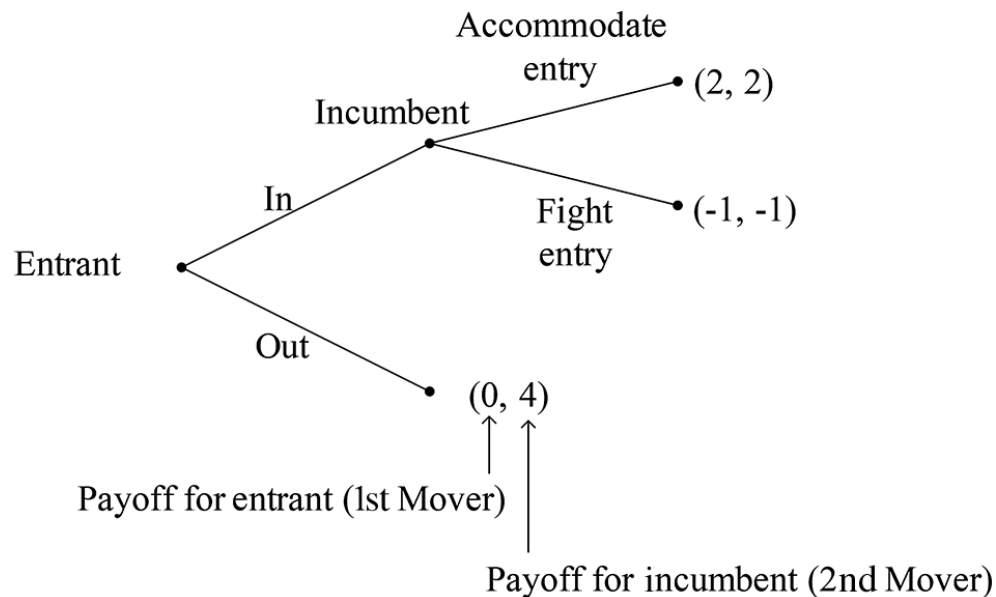 Accommodate
entry
(2, 2)
Incumbent
In
Fight
entry
(-1, -1)
Entrant
Out
(0, 4)
Payoff for entrant (1st Mover)
Payoff for incumbent (2nd Mover)